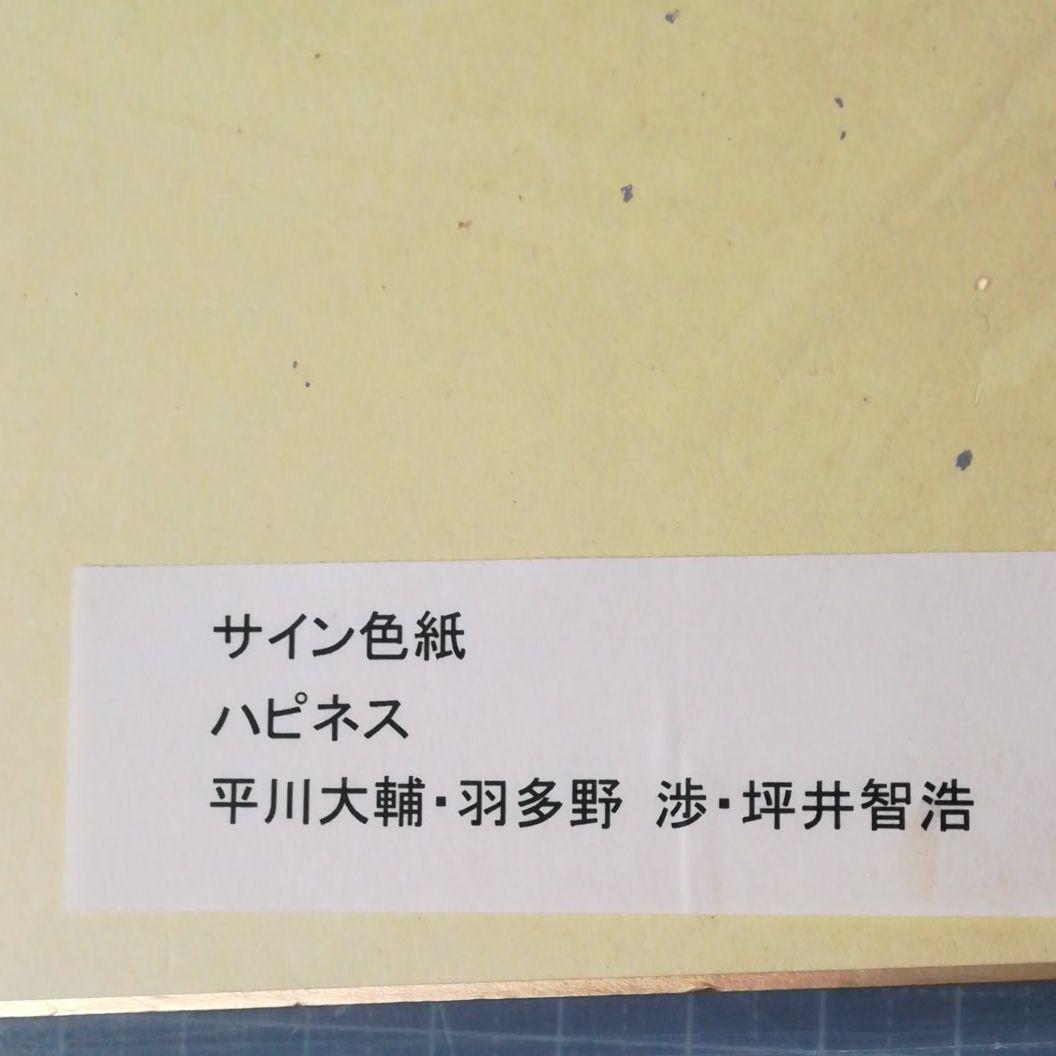 サイン色紙
ハピネス
平川大輔・羽多野 渉・坪井智浩